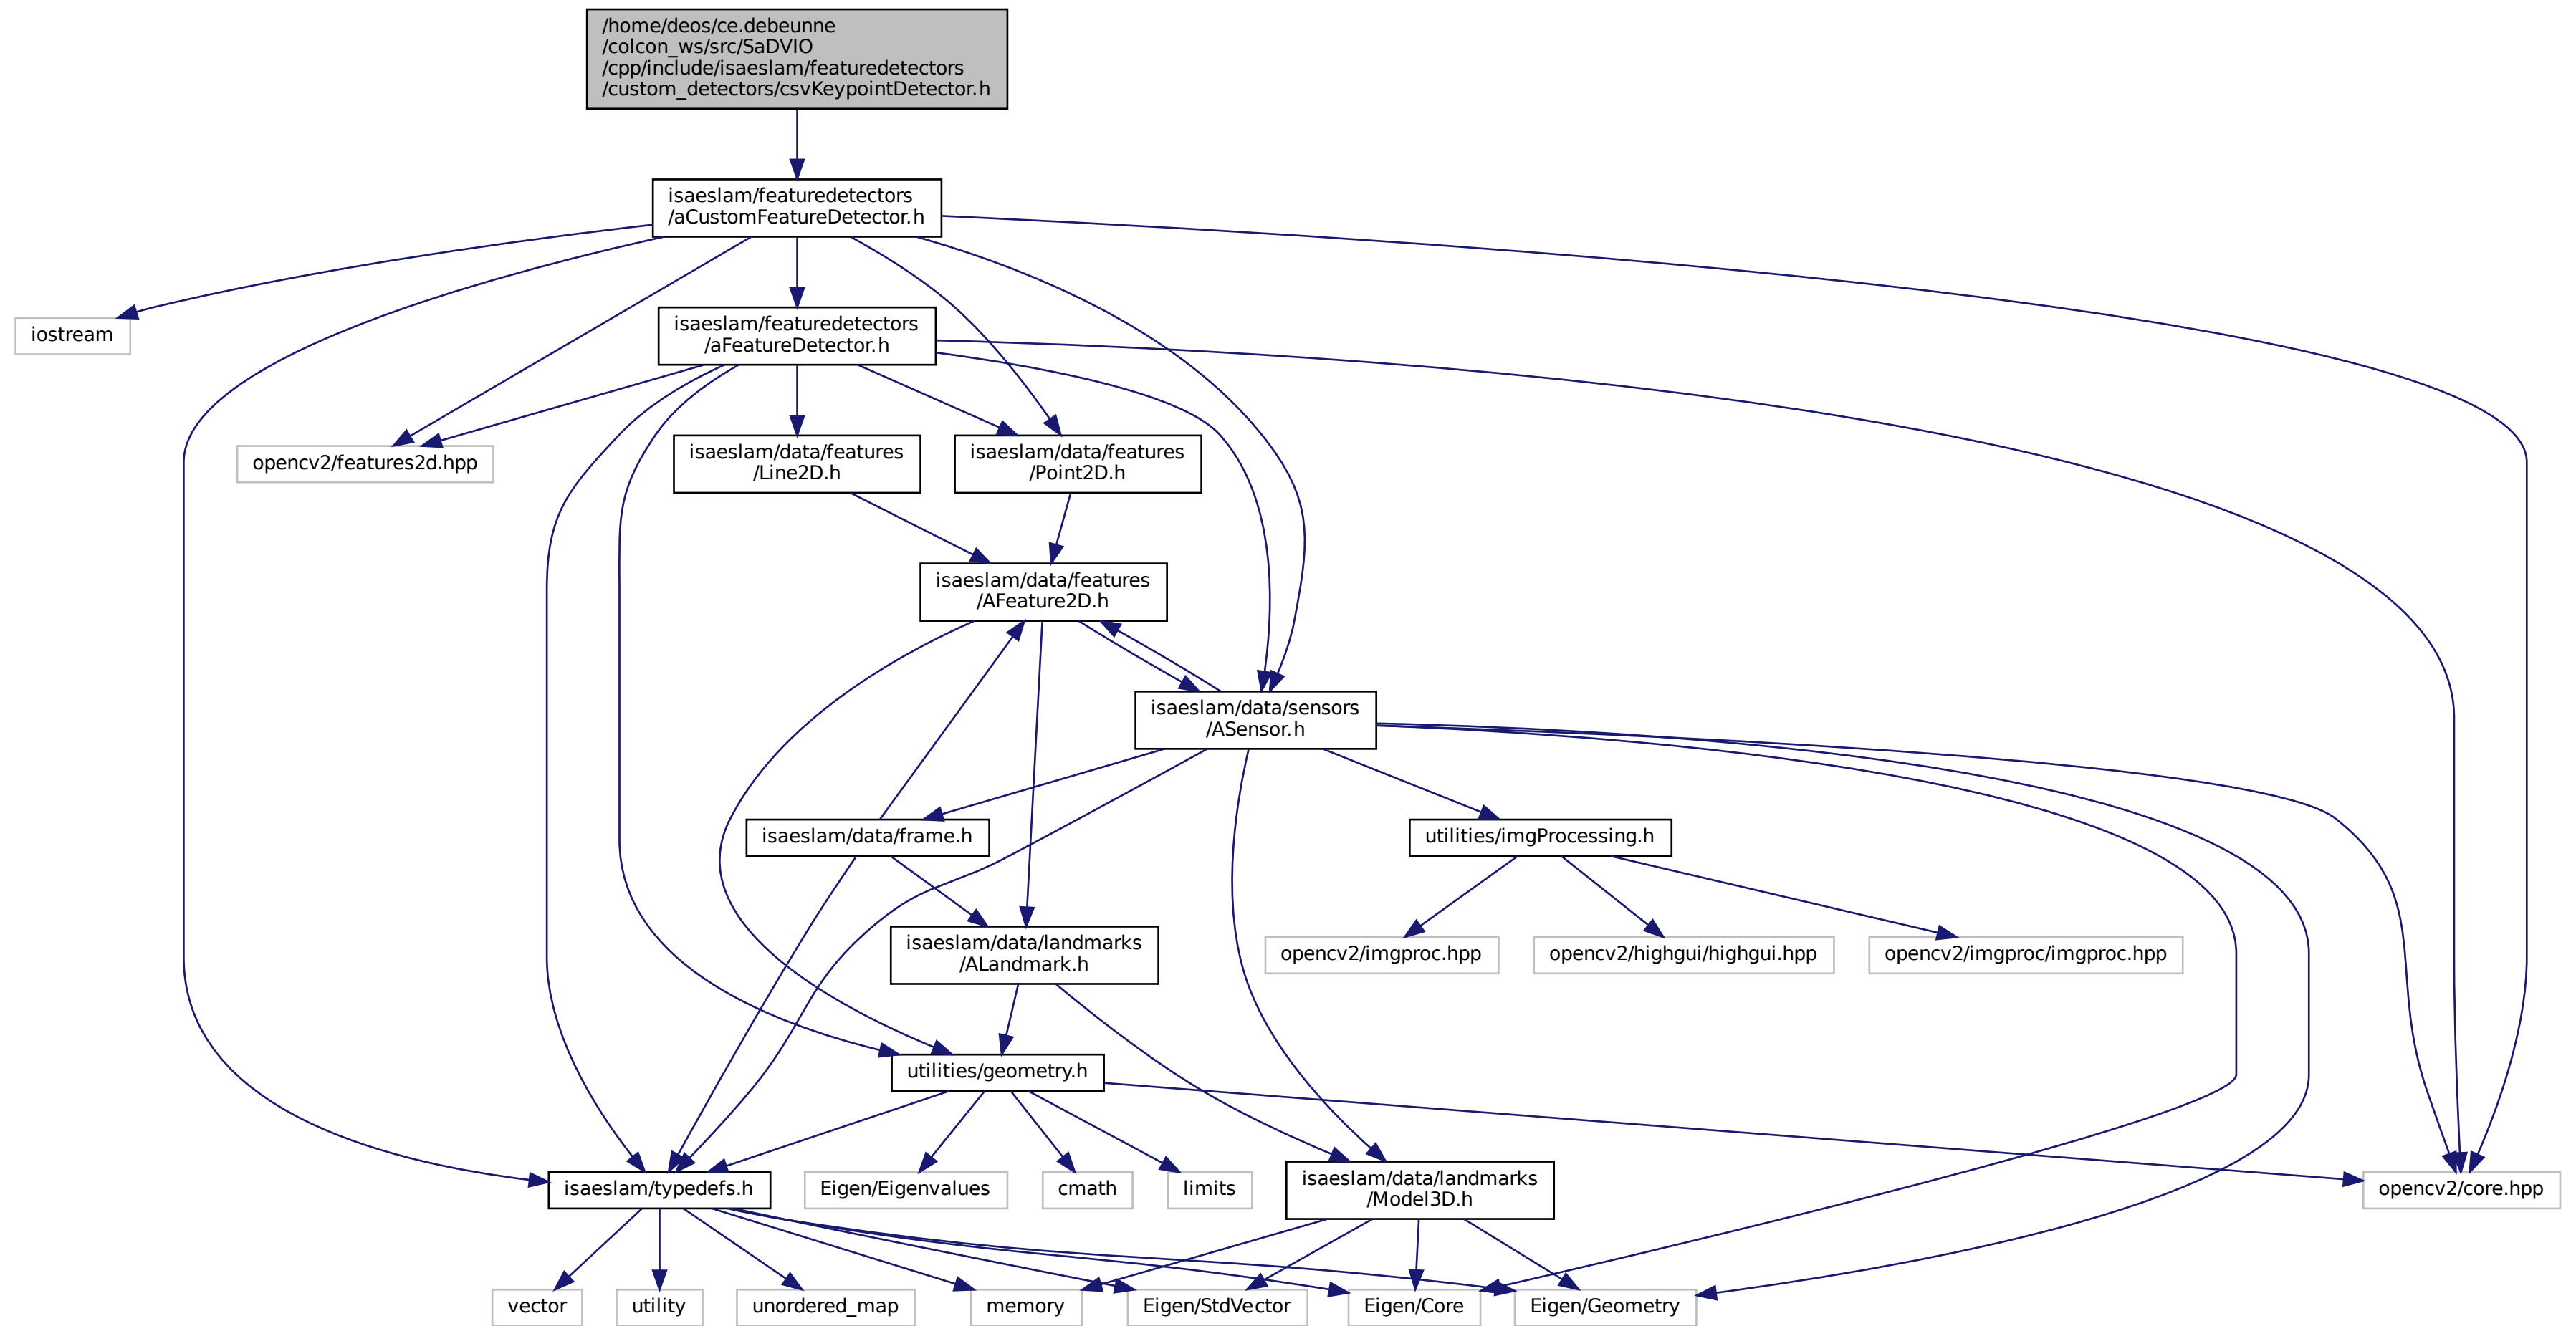 /home/deos/ce.debeunne
/colcon_ws/src/SaDVIO
/cpp/include/isaeslam/featuredetectors
/custom_detectors/csvKeypointDetector.h
isaeslam/featuredetectors
/aCustomFeatureDetector.h
iostream
isaeslam/featuredetectors
/aFeatureDetector.h
opencv2/features2d.hpp
isaeslam/data/features
/Line2D.h
isaeslam/data/features
/Point2D.h
isaeslam/data/features
/AFeature2D.h
isaeslam/data/sensors
/ASensor.h
isaeslam/data/frame.h
utilities/imgProcessing.h
isaeslam/data/landmarks
/ALandmark.h
opencv2/imgproc.hpp
opencv2/highgui/highgui.hpp
opencv2/imgproc/imgproc.hpp
utilities/geometry.h
isaeslam/typedefs.h
Eigen/Eigenvalues
cmath
limits
isaeslam/data/landmarks
/Model3D.h
opencv2/core.hpp
vector
utility
unordered_map
memory
Eigen/StdVector
Eigen/Core
Eigen/Geometry